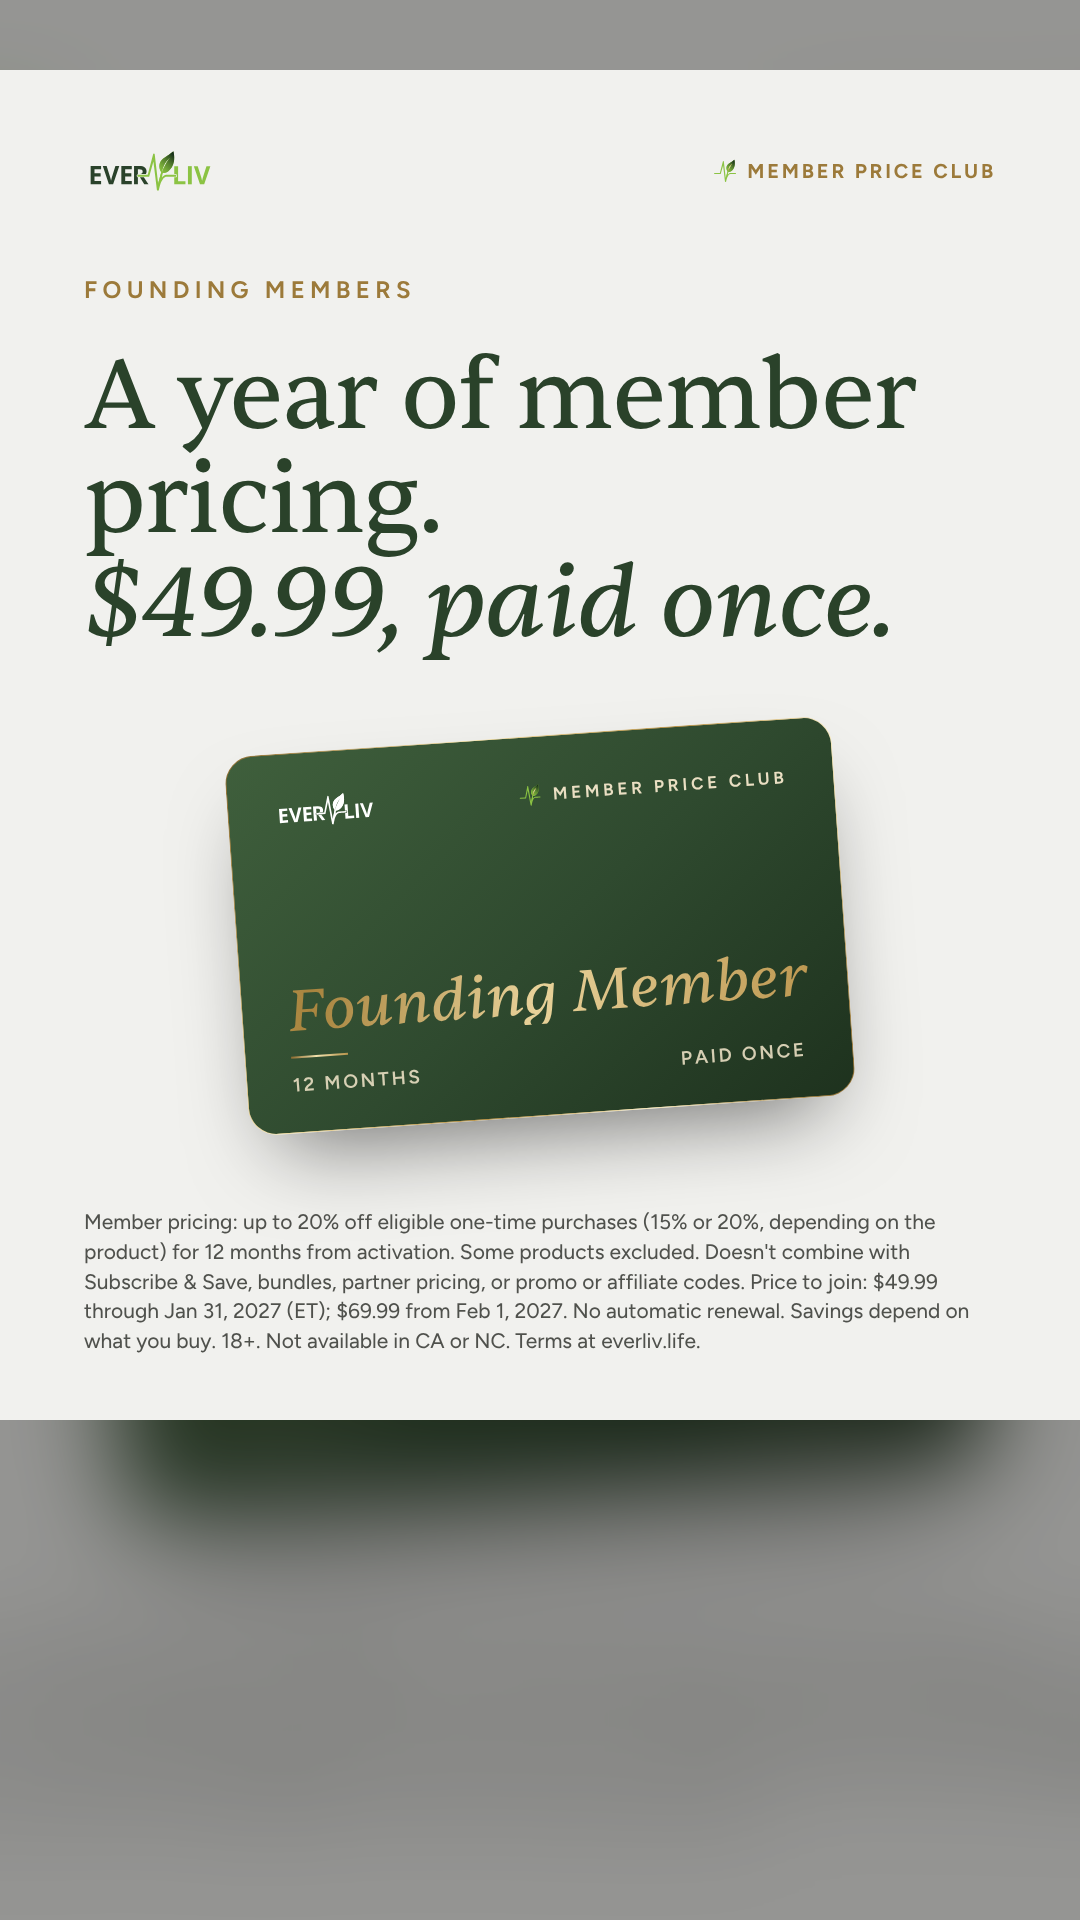 EVERLIV
MEMBER PRICE CLUB
FOUNDING MEMBERS
A year of member
pricing.
$49.99, paid once.
EVERLIV
MEMBER PRICE CLUB
Founding Member
12 MONTHS
PAID ONCE
Member pricing: up to 20% off eligible one-time purchases (15% or 20%, depending on the
product) for 12 months from activation. Some products excluded. Doesn't combine with
Subscribe & Save, bundles, partner pricing, or promo or affiliate codes. Price to join: $49.99
through Jan 31, 2027 (ET); $69.99 from Feb 1, 2027. No automatic renewal. Savings depend on
what you buy. 18+. Not available in CA or NC. Terms at everliv.life.